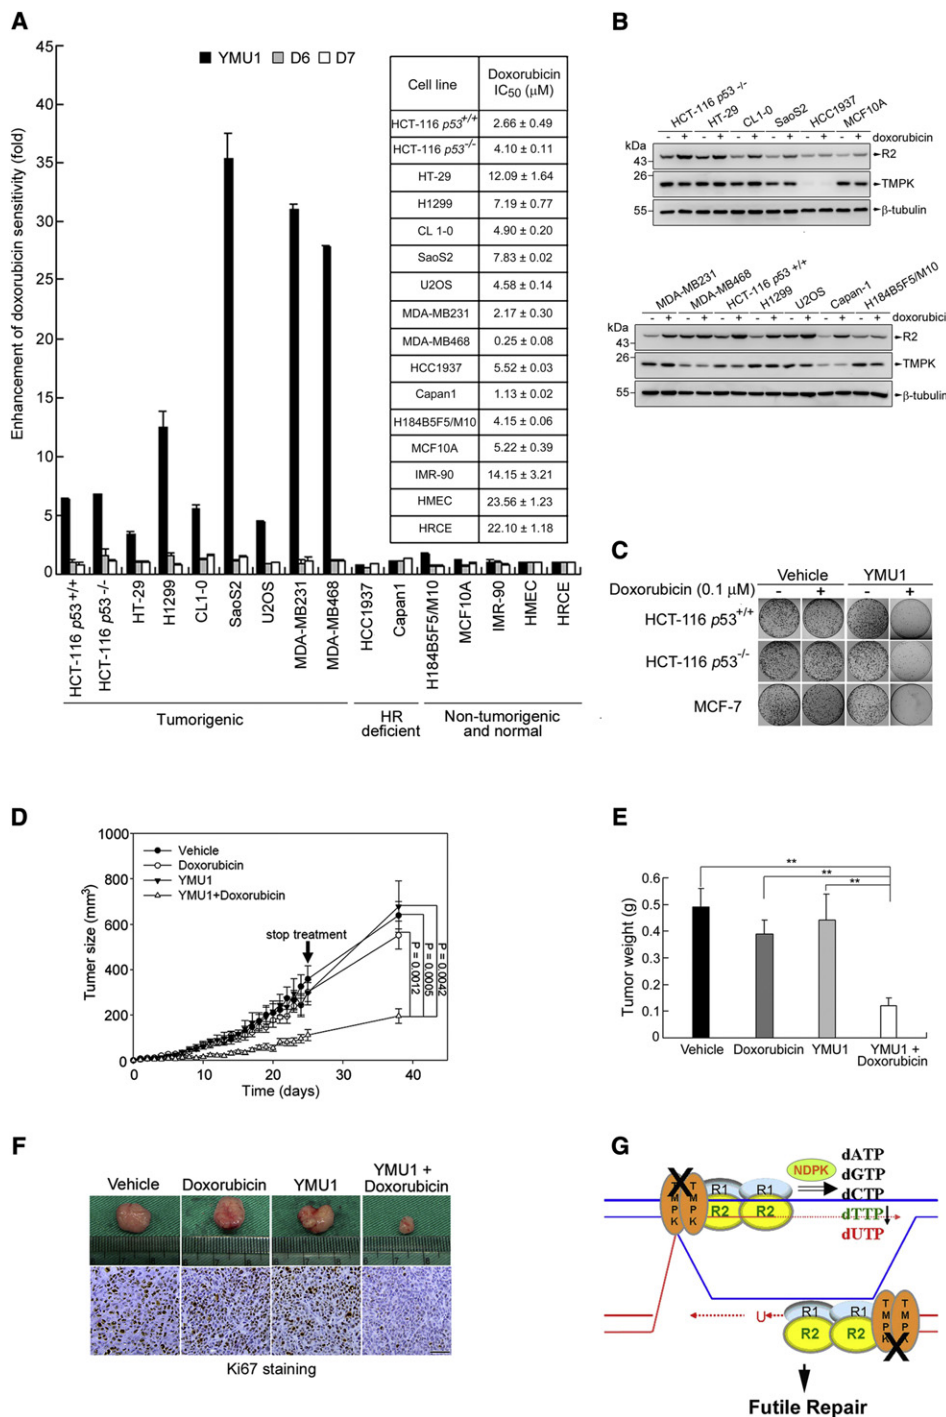 A
45
40
35
30
25
20
15
10
5
0
Enhancement of doxorubicin sensitivity (fold)
YMU1 D6 D7
Cell line Doxorubicin IC50 (μM)
HCT-116 p53+/+ 2.66 ± 0.49
HCT-116 p53-/- 4.10 ± 0.11
HT-29 12.09 ± 1.64
H1299 7.19 ± 0.77
CL 1-0 4.90 ± 0.20
SaoS2 7.83 ± 0.02
U2OS 4.58 ± 0.14
MDA-MB231 2.17 ± 0.30
MDA-MB468 0.25 ± 0.08
HCC1937 5.52 ± 0.03
Capan1 1.13 ± 0.02
H184B5F5/M10 4.15 ± 0.06
MCF10A 5.22 ± 0.39
IMR-90 14.15 ± 3.21
HMEC 23.56 ± 1.23
HRCE 22.10 ± 1.18
HCT-116 p53 +/+
HCT-116 p53 -/-
HT-29
H1299
CL1-0
SaoS2
U2OS
MDA-MB231
MDA-MB468
HCC1937
Capan1
H184B5F5/M10
MCF10A
IMR-90
HMEC
HRCE
Tumorigenic
HR deficient
Non-tumorigenic and normal
B
HCT-116 p53 -/- HT-29 CL1-0 SaoS2 HCC1937 MCF10A
- + - + - + - + - + - + doxorubicin
kDa
43 R2
26 TMPK
55 β-tubulin
MDA-MB231 MDA-MB468 HCT-116 p53 +/+ H1299 U2OS Capan-1 H184B5F5/M10
- + - + - + - + - + - + - + doxorubici
kDa
43 R2
26 TMPK
55 β-tubulin
C
Vehicle YMU1
Doxorubicin (0.1 μM) - + - +
HCT-116 p53+/+
HCT-116 p53-/-
MCF-7
D
1000
800
600
400
200
0
Tumer size (mm3)
Vehicle
Doxorubicin
YMU1
YMU1+Doxorubicin
stop treatment
P = 0.0012
P = 0.0005
P = 0.0042
0 10 20 30 40
Time (days)
E
** 
**
**
0.6
0.5
0.4
0.3
0.2
0.1
0
Tumor weight (g)
Vehicle Doxorubicin YMU1 YMU1 + Doxorubicin
F
Vehicle Doxorubicin YMU1 YMU1 + Doxorubicin
Ki67 staining
G
TMPK TMPK R1 R1 R2 R2
NDPK
dATP
dGTP
dCTP
dTTP
dUTP
U R1 R1 R2 R2 TMPK TMPK
Futile Repair